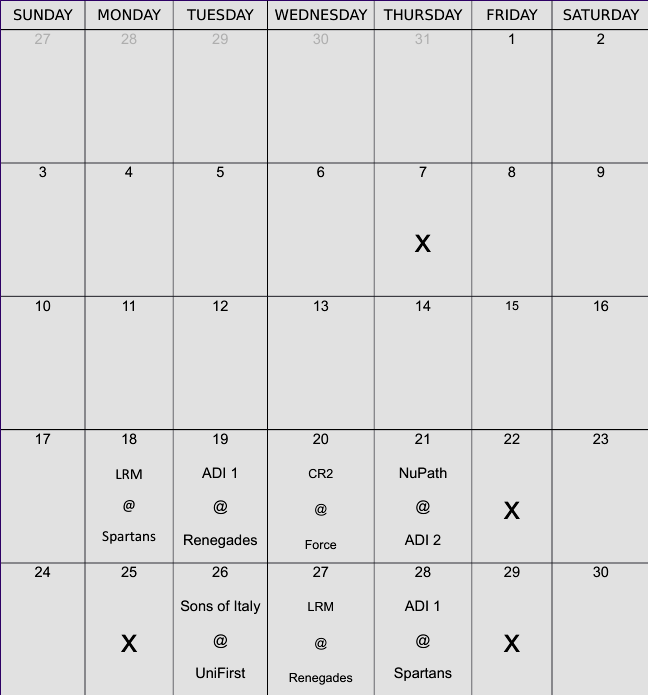 SUNDAY MONDAY TUESDAY WEDNESDAY THURSDAY FRIDAY SATURDAY
27 28 29 30 31 1 2
3 4 5 6 7 8 9
X
10 11 12 13 14 15 16
17 18 19 20 21 22 23
LRM ADI 1 CR2 NuPath
@ @ @ @ X
Spartans Renegades Force ADI 2
24 25 26 27 28 29 30
Sons of Italy LRM ADI 1
X @ @ @ X
UniFirst Renegades Spartans